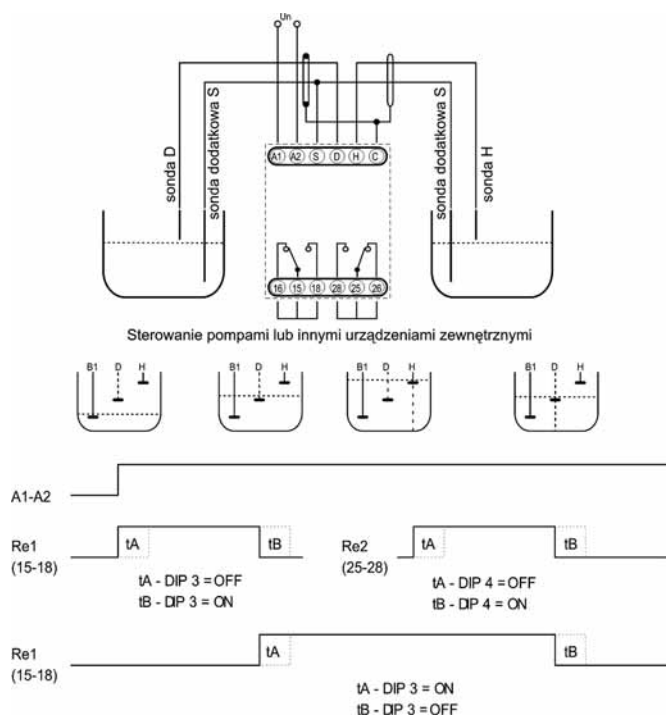 Un
sonda D
sonda dodatkowa S
sonda dodatkowa S
sonda H
A1 A2 S D H C
16 15 18 28 25 26
Sterowanie pompami lub innymi urządzeniami zewnętrznymi
B1 D H
B1 D H
B1 D H
B1 D H
A1-A2
Re1
(15-18)
tA
tB
Re2
(25-28)
tA
tB
tA - DIP 3 = OFF
tB - DIP 3 = ON
tA - DIP 4 = OFF
tB - DIP 4 = ON
Re1
(15-18)
tA
tB
tA - DIP 3 = ON
tB - DIP 3 = OFF